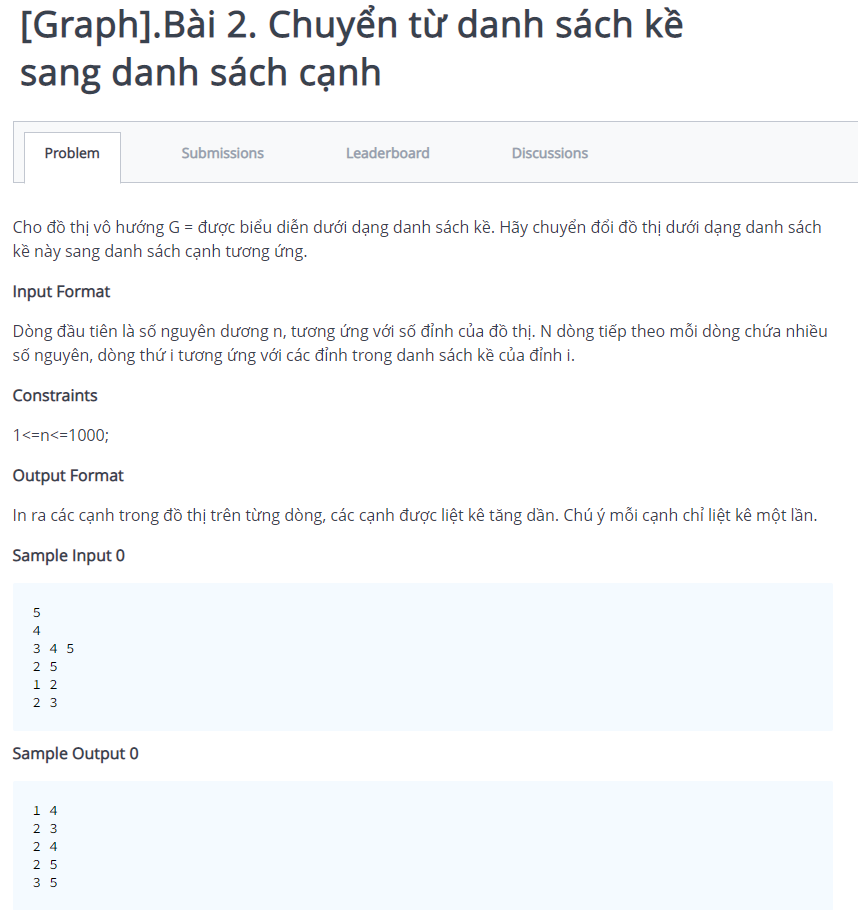 [Graph].Bài 2. Chuyển từ danh sách kề
sang danh sách cạnh
Problem
Submissions
Leaderboard
Discussions
Cho đồ thị vô hướng G = được biểu diễn dưới dạng danh sách kề. Hãy chuyển đổi đồ thị dưới dạng danh sách
kề này sang danh sách cạnh tương ứng.
Input Format
Dòng đầu tiên là số nguyên dương n, tương ứng với số đỉnh của đồ thị. N dòng tiếp theo mỗi dòng chứa nhiều
số nguyên, dòng thứ i tương ứng với các đỉnh trong danh sách kề của đỉnh i.
Constraints
1<=n<=1000;
Output Format
In ra các cạnh trong đồ thị trên từng dòng, các cạnh được liệt kê tăng dần. Chú ý mỗi cạnh chỉ liệt kê một lần.
Sample Input 0
5
4
3 4 5
2 5
1 2
2 3
Sample Output 0
1 4
2 3
2 4
2 5
3 5